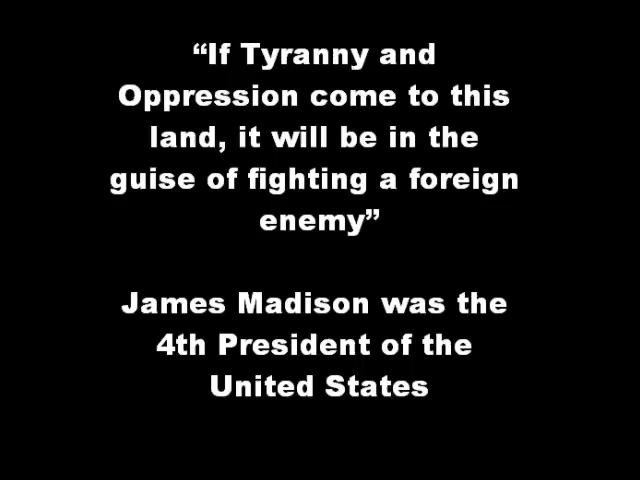 “If Tyranny and
Oppression come to this
land, it will be in the
guise of fighting a foreign
enemy”
James Madison was the
4th President of the
United States